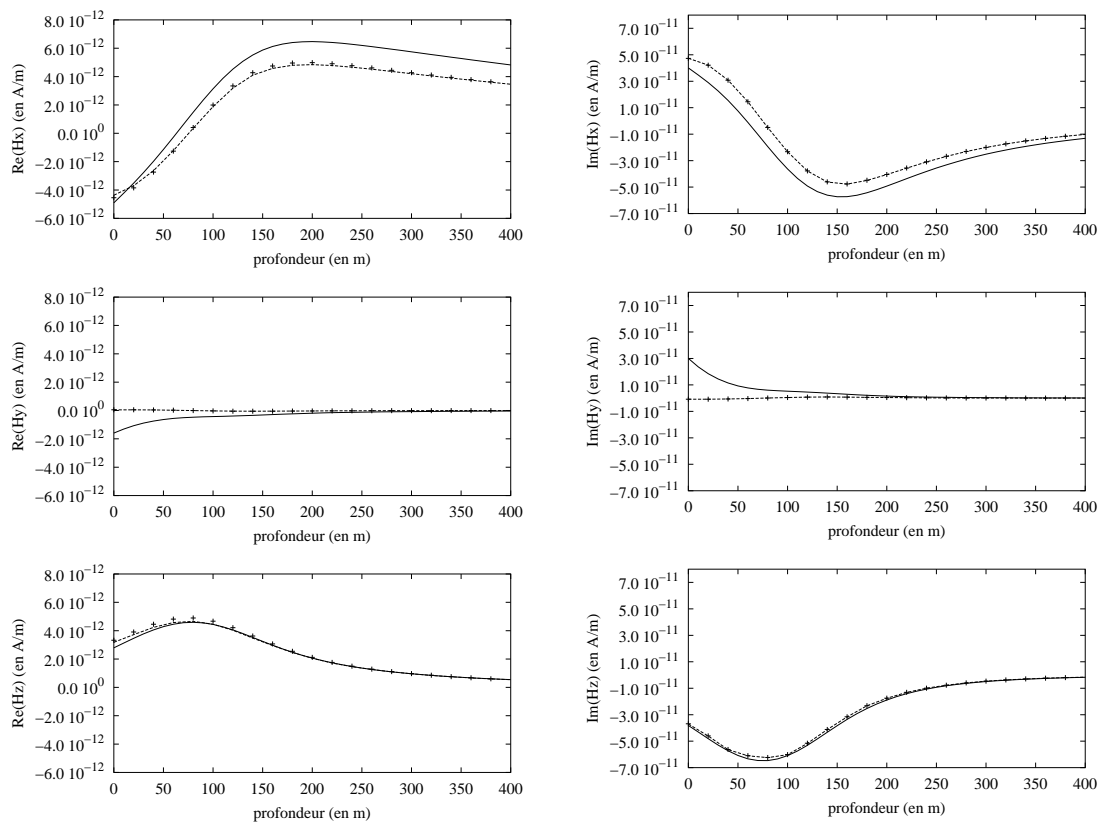 8.0 10−12
6.0 10−12
4.0 10−12
2.0 10−12
0.0 100
−2.0 10−12
−4.0 10−12
−6.0 10−12
Re(Hx) (en A/m)
0 50 100 150 200 250 300 350 400
profondeur (en m)
7.0 10−11
5.0 10−11
3.0 10−11
1.0 10−11
−1.0 10−11
−3.0 10−11
−5.0 10−11
−7.0 10−11
Im(Hx) (en A/m)
0 50 100 150 200 250 300 350 400
profondeur (en m)
8.0 10−12
6.0 10−12
4.0 10−12
2.0 10−12
0.0 100
−2.0 10−12
−4.0 10−12
−6.0 10−12
Re(Hy) (en A/m)
0 50 100 150 200 250 300 350 400
profondeur (en m)
7.0 10−11
5.0 10−11
3.0 10−11
1.0 10−11
−1.0 10−11
−3.0 10−11
−5.0 10−11
−7.0 10−11
Im(Hy) (en A/m)
0 50 100 150 200 250 300 350 400
profondeur (en m)
8.0 10−12
6.0 10−12
4.0 10−12
2.0 10−12
0.0 100
−2.0 10−12
−4.0 10−12
−6.0 10−12
Re(Hz) (en A/m)
0 50 100 150 200 250 300 350 400
profondeur (en m)
7.0 10−11
5.0 10−11
3.0 10−11
1.0 10−11
−1.0 10−11
−3.0 10−11
−5.0 10−11
−7.0 10−11
Im(Hz) (en A/m)
0 50 100 150 200 250 300 350 400
profondeur (en m)